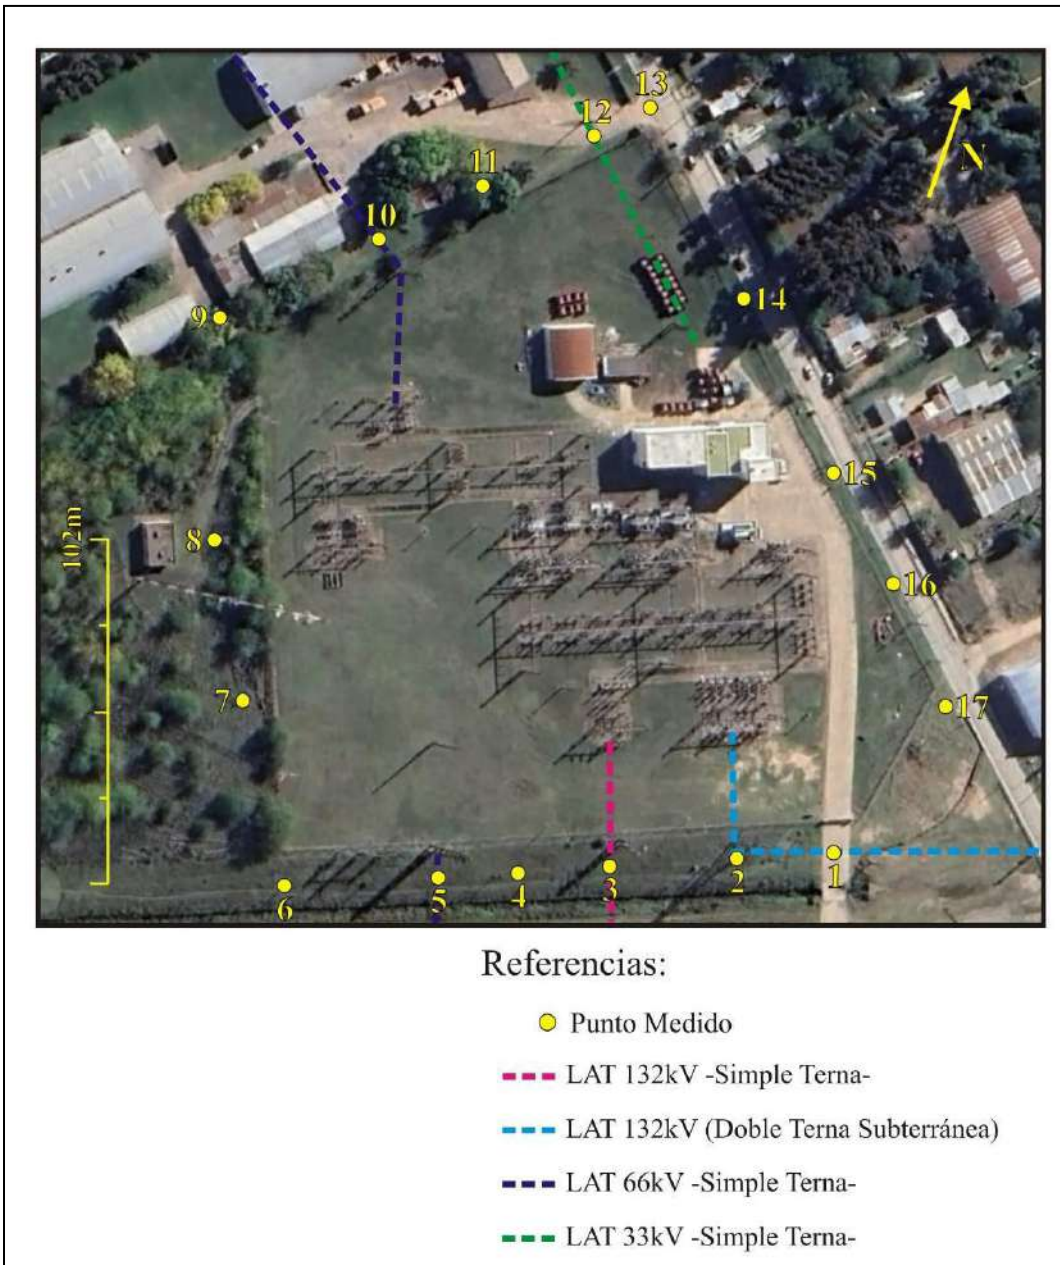 13
12
N
11
10
14
9
15
102m
8
16
7
17
1
2
3
4
5
6
Referencias:
Punto Medido
LAT 132kV -Simple Terna-
LAT 132kV (Doble Terna Subterránea)
LAT 66kV -Simple Terna-
LAT 33kV -Simple Terna-